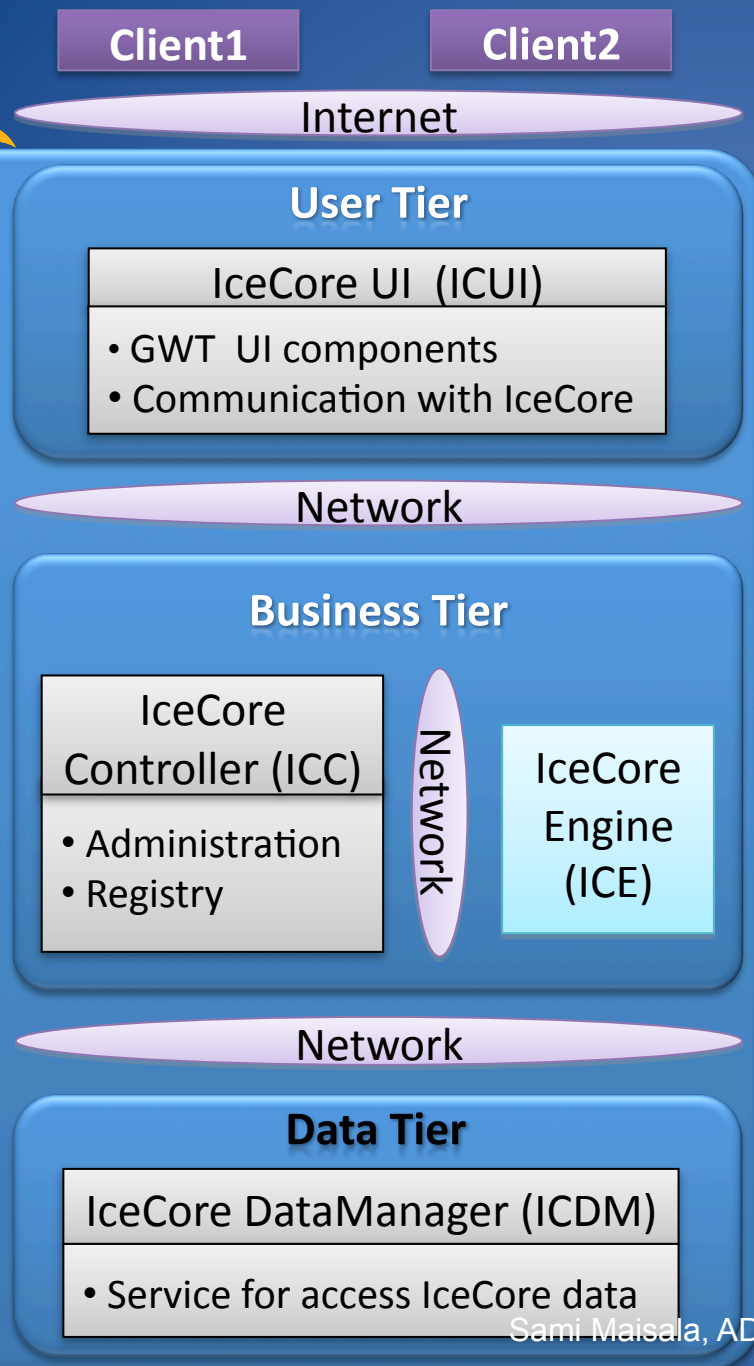 Client1 Client2
Internet
User Tier
IceCore UI (ICUI)
• GWT UI components
• Communication with IceCore
Network
Business Tier
IceCore
Controller (ICC)
• Administration
• Registry
Network
IceCore
Engine
(ICE)
Network
Data Tier
IceCore DataManager (ICDM)
• Service for access IceCore data
Sami Maisala, AD